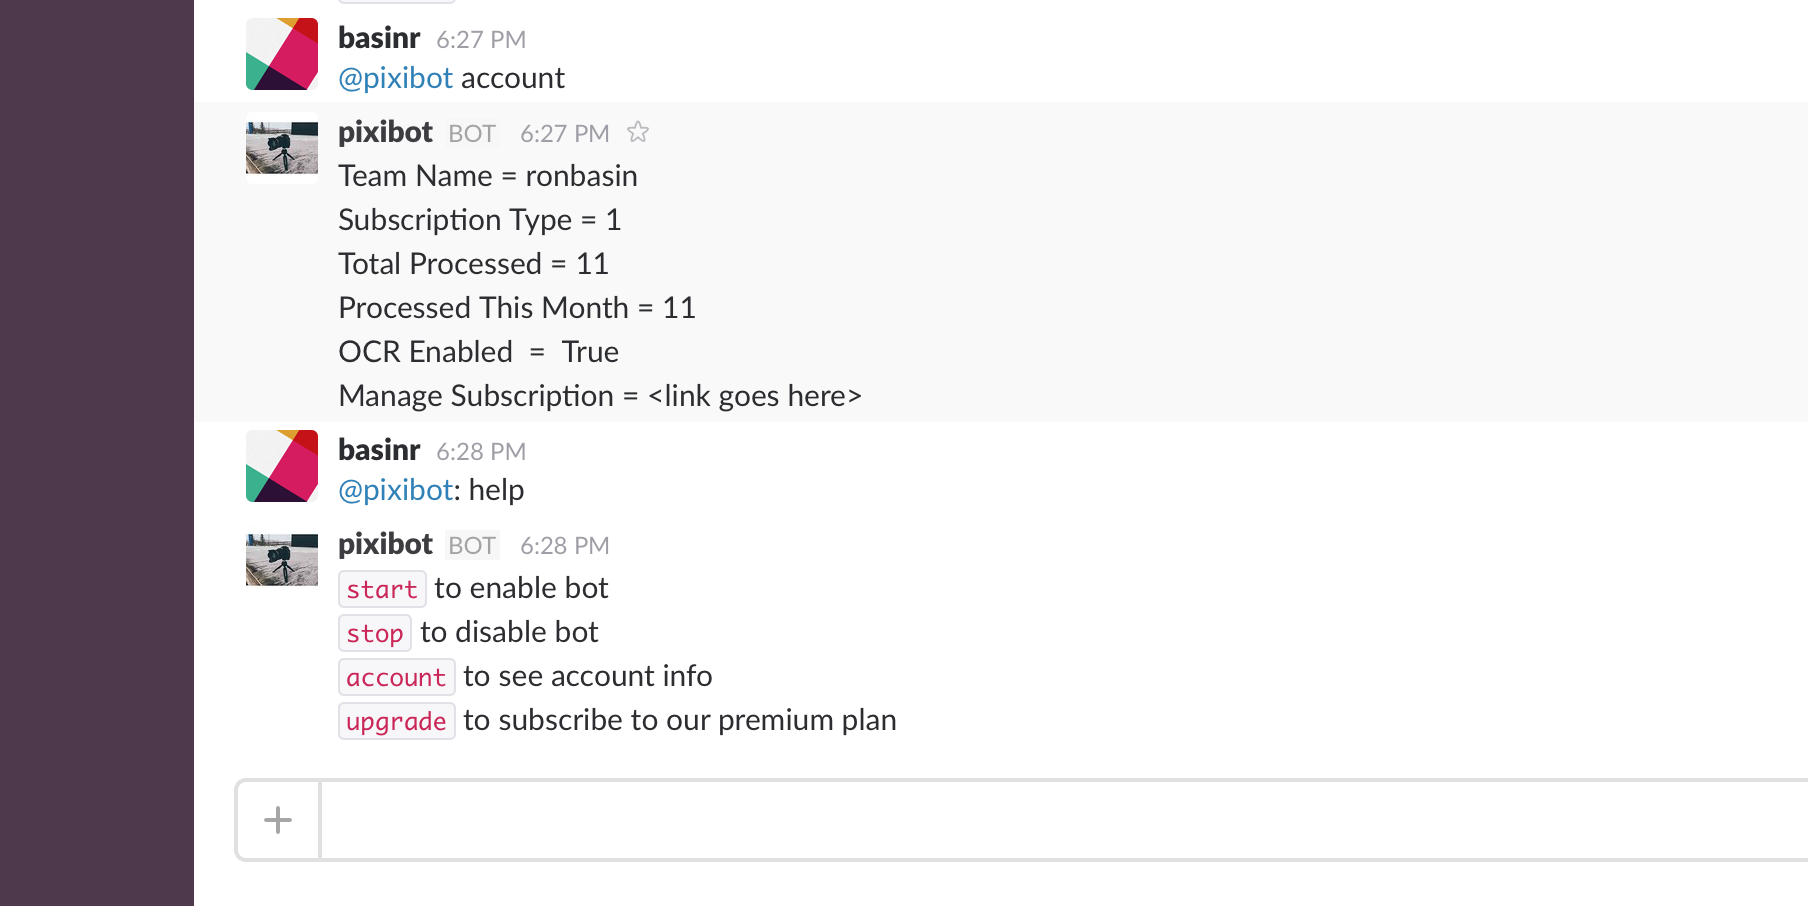 basinr 6:27 PM
@pixibot account
pixibot BOT 6:27 PM
Team Name = ronbasin
Subscription Type = 1
Total Processed = 11
Processed This Month = 11
OCR Enabled  =  True
Manage Subscription = <link goes here>
basinr 6:28 PM
@pixibot: help
pixibot BOT 6:28 PM
start to enable bot
stop to disable bot
account to see account info
upgrade to subscribe to our premium plan